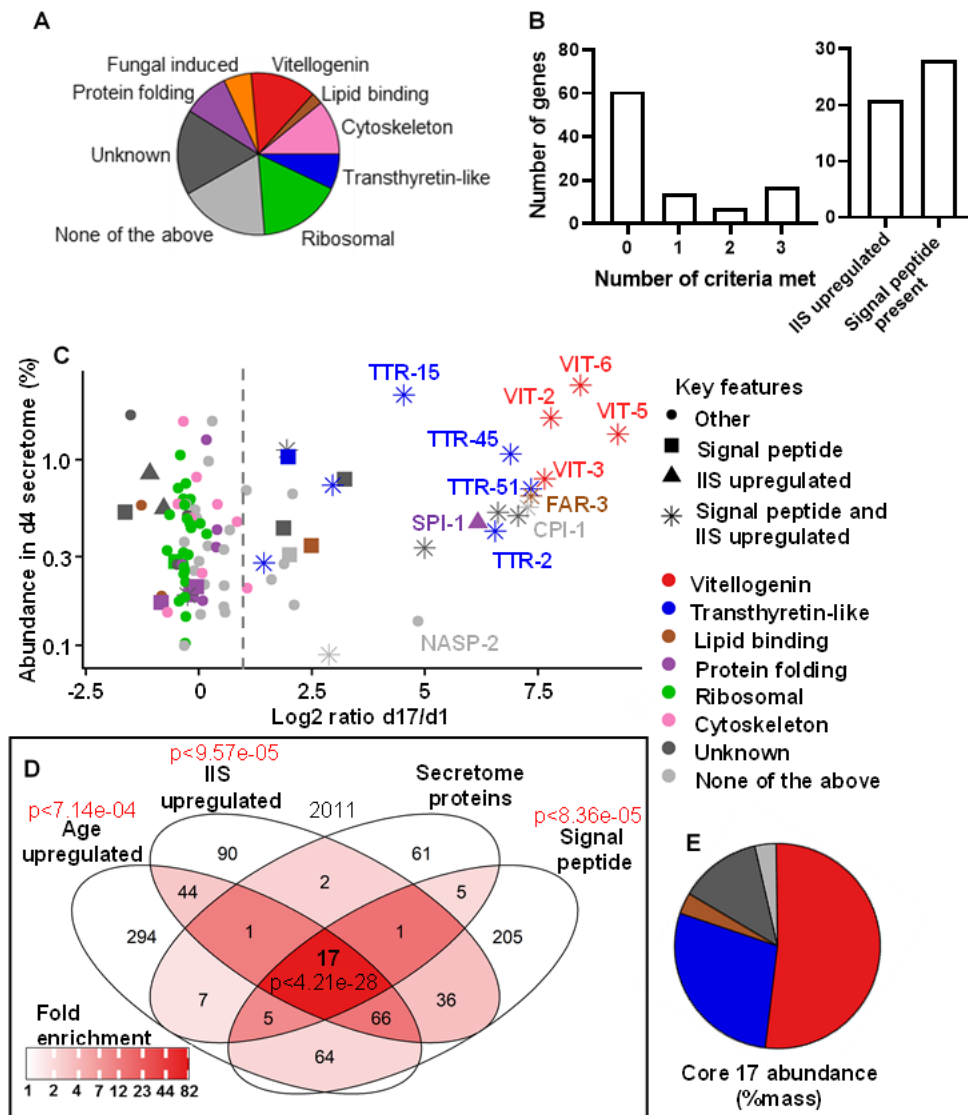 A
Fungal induced
Vitellogenin
Protein folding
Lipid binding
Cytoskeleton
Unknown
Transthyretin-like
None of the above
Ribosomal
B
Number of genes
80
60
40
20
0
0 1 2 3
Number of criteria met
30
20
10
0
IIS upregulated
Signal peptide
present
C
Abundance in d4 secretome (%)
1.0
0.3
0.1
TTR-15
VIT-6
VIT-2
VIT-5
TTR-45
VIT-3
TTR-51
FAR-3
SPI-1
CPI-1
TTR-2
NASP-2
0 2.5 5 7.5
-2.5
Log2 ratio d17/d1
Key features
Other
Signal peptide
IIS upregulated
Signal peptide and
IIS upregulated
Vitellogenin
Transthyretin-like
Lipid binding
Protein folding
Ribosomal
Cytoskeleton
Unknown
None of the above
D
p<9.57e-05
IIS
upregulated
Secretome
proteins
p<7.14e-04
Age
upregulated
2011
p<8.36e-05
Signal
peptide
90
61
44
2
5
294
1
1
205
17
p<4.21e-28
7
5
66
36
64
Fold
enrichment
1 2 4 7 12 23 44 82
E
Core 17 abundance
(%mass)